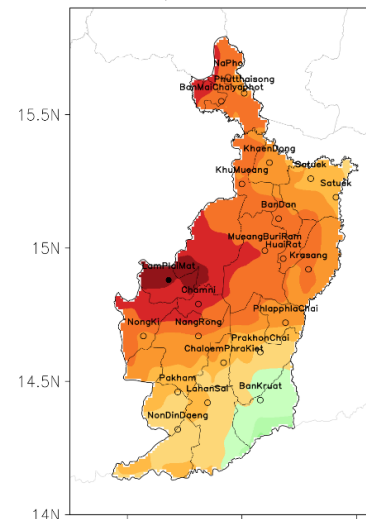 NaPho
Phutthaisong
BanMaiChaiyaphot
15.5N
KhaenDong
Satuek
KhuMueang
Satuek
BanDan
MueangBuriRam
15N
HuaiRat
Krasang
LamPlaiMat
Chamni
PhlapphlaChai
NongKi
NangRong
PrakhonChai
ChaloemPhraKiet
14.5N
Pakham
BanKruat
LahanSai
NonDinDaeng
14N